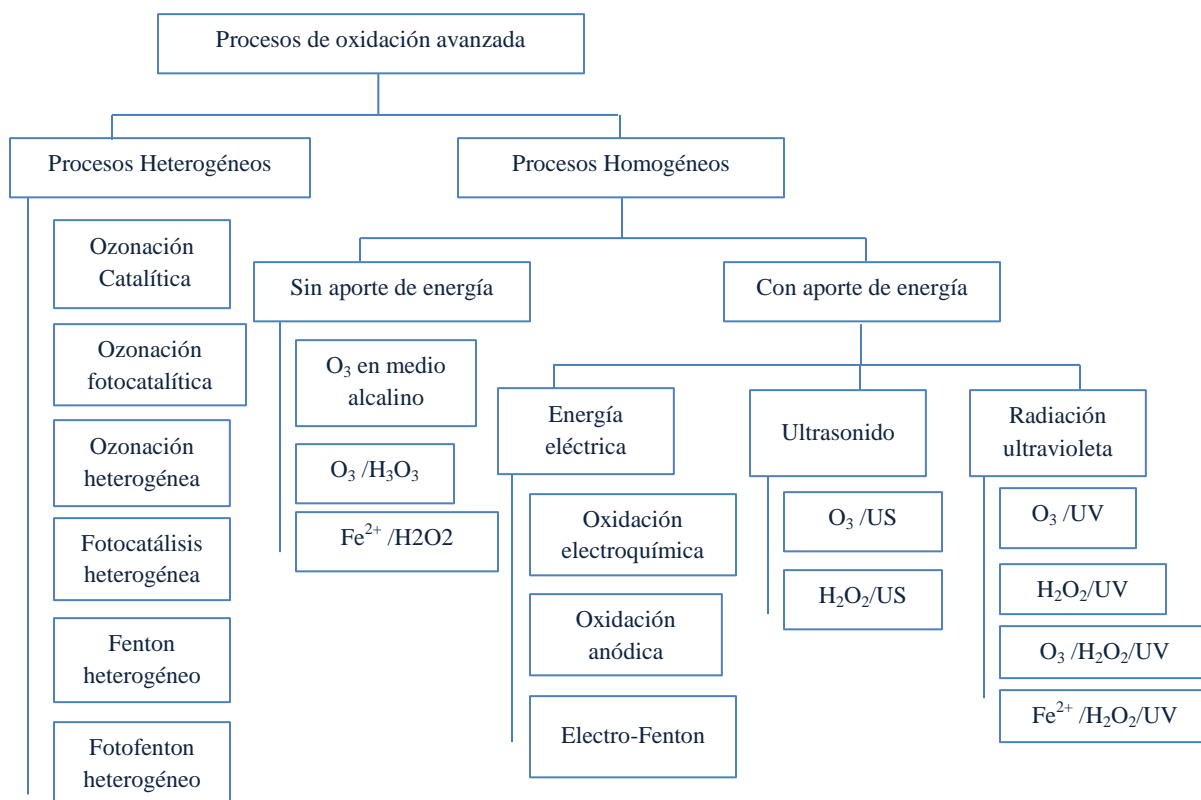 Procesos de oxidación avanzada
Procesos Heterogéneos
Procesos Homogéneos
Ozonación
Catalítica
Ozonación
fotocatalítica
Ozonación
heterogénea
Fotocatálisis
heterogénea
Fenton
heterogéneo
Fotofenton
heterogéneo
Sin aporte de energía
O₃ en medio
alcalino
O₃ /H₃O₃
Fe²⁺ /H2O2
Con aporte de energía
Energía
eléctrica
Oxidación
electroquímica
Oxidación
anódica
Electro-Fenton
Ultrasonido
O₃ /US
H₂O₂/US
Radiación
ultravioleta
O₃ /UV
H₂O₂/UV
O₃ /H₂O₂/UV
Fe²⁺ /H₂O₂/UV